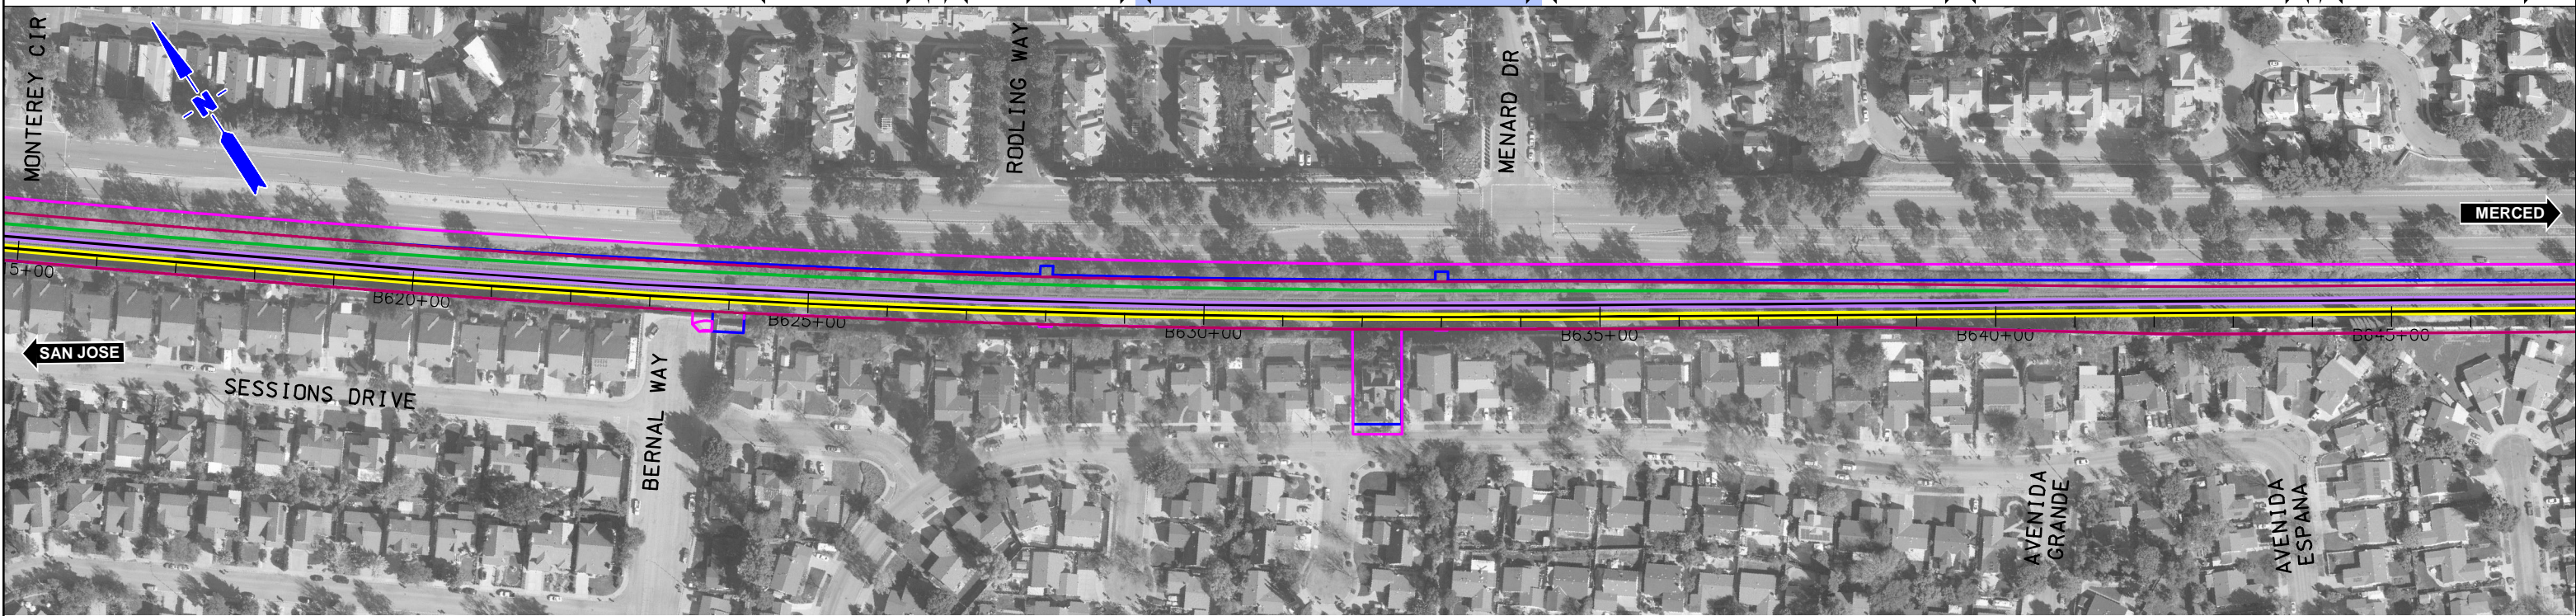 MONTEREY CIR
N
RODLING WAY
MENARD DR
MERCED
5+00
B620+00
B625+00
B630+00
B635+00
B640+00
B645+00
SAN JOSE
SESSIONS DRIVE
BERNAL WAY
AVENIDA
GRANDE
AVENIDA
ESPANA